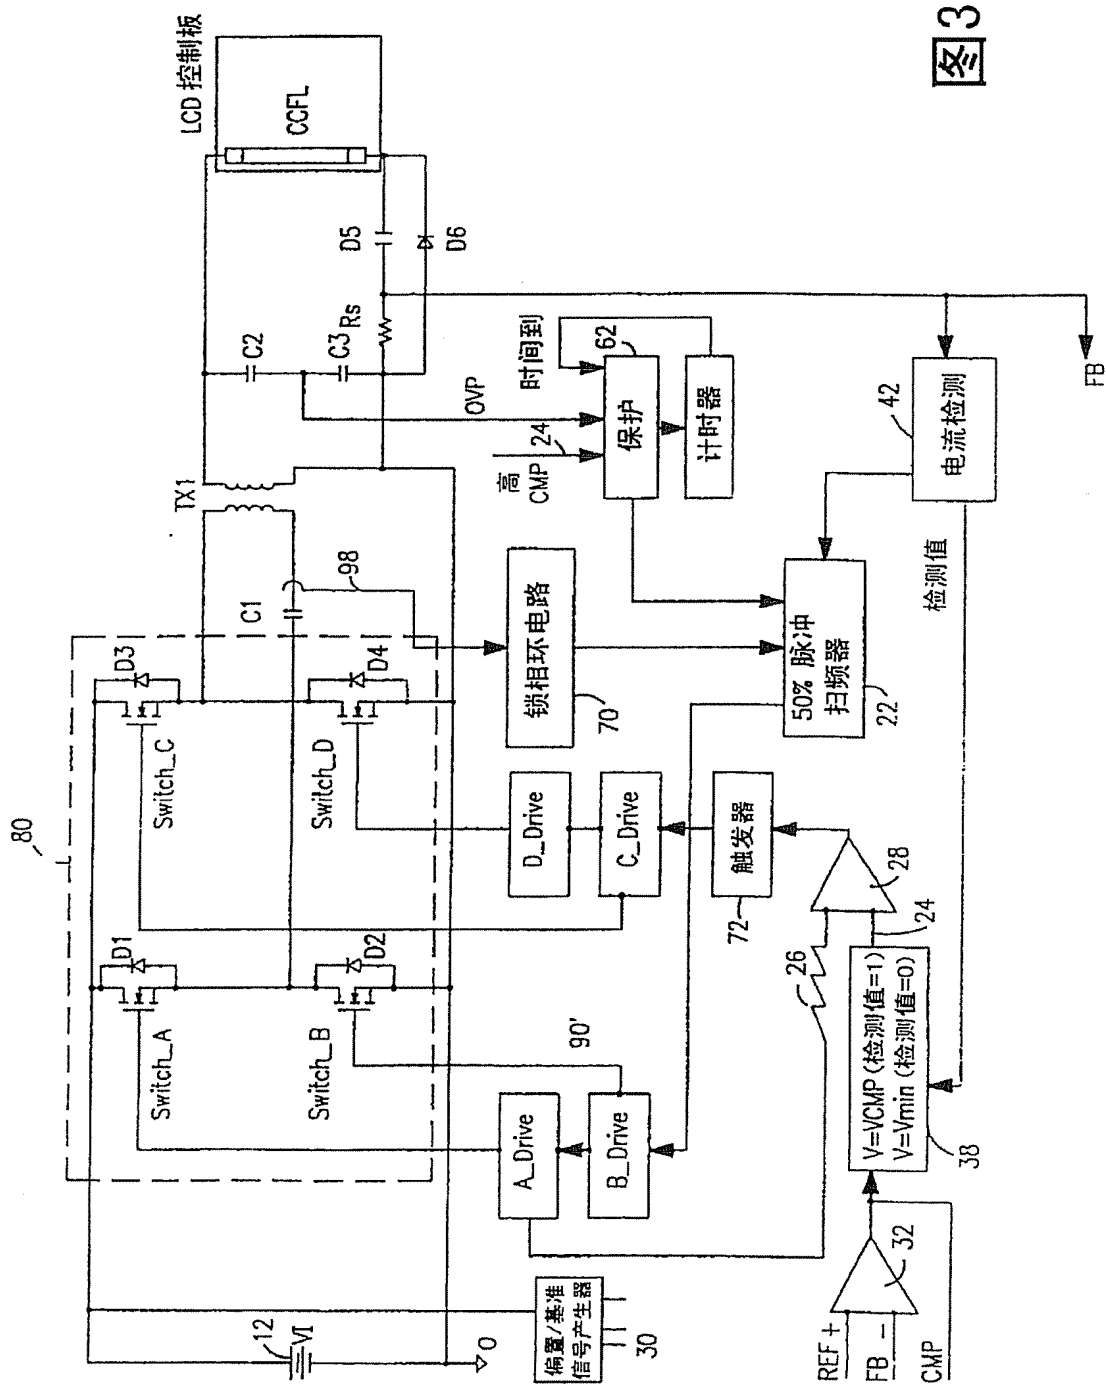 80
LCD 控制板
CCFL
D1
D3
Switch_A
Switch_C
D2
D4
Switch_B
Switch_D
12
VI
0
C1
TX1
98
C2
C3
Rs
D5
D6
OVP
90'
偏置/基准
信号产生器
30
A_Drive
B_Drive
D_Drive
C_Drive
锁相环电路
70
高
CMP
24
时间到
保护
62
计时器
触发器
72
50% 脉冲
扫频器
22
电流检测
42
检测值
FB
26
28
24
V=VCMP (检测值=1)
V=Vmin (检测值=0)
38
REF +
FB -
CMP
32
图3